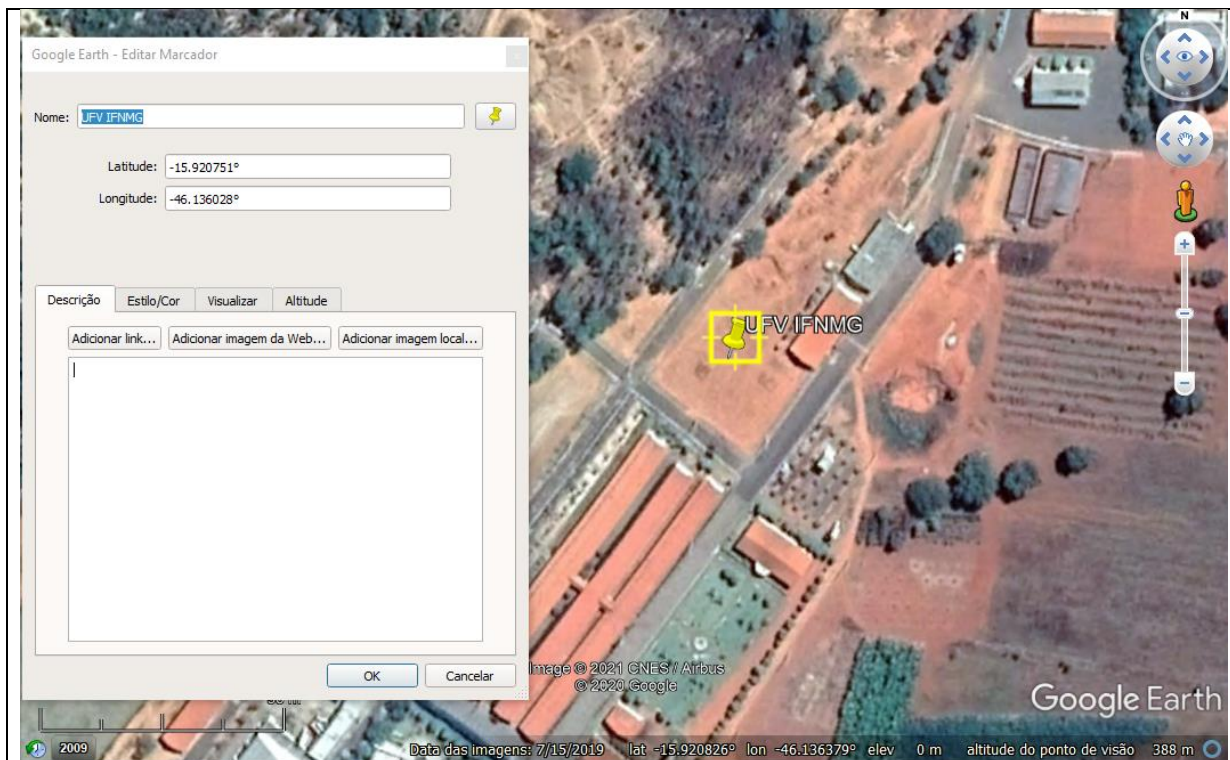 Google Earth - Editar Marcador
Nome: UFV IFNMG
Latitude: -15.920751°
Longitude: -46.136028°
Descrição Estilo/Cor Visualizar Altitude
Adicionar link... Adicionar imagem da Web... Adicionar imagem local...
OK Cancelar
N
UFV IFNMG
Image © 2021 CNES / Airbus
© 2020 Google
Google Earth
2009
Data das imagens: 7/15/2019 lat -15.920826° lon -46.136379° elev 0 m altitude do ponto de visão 388 m